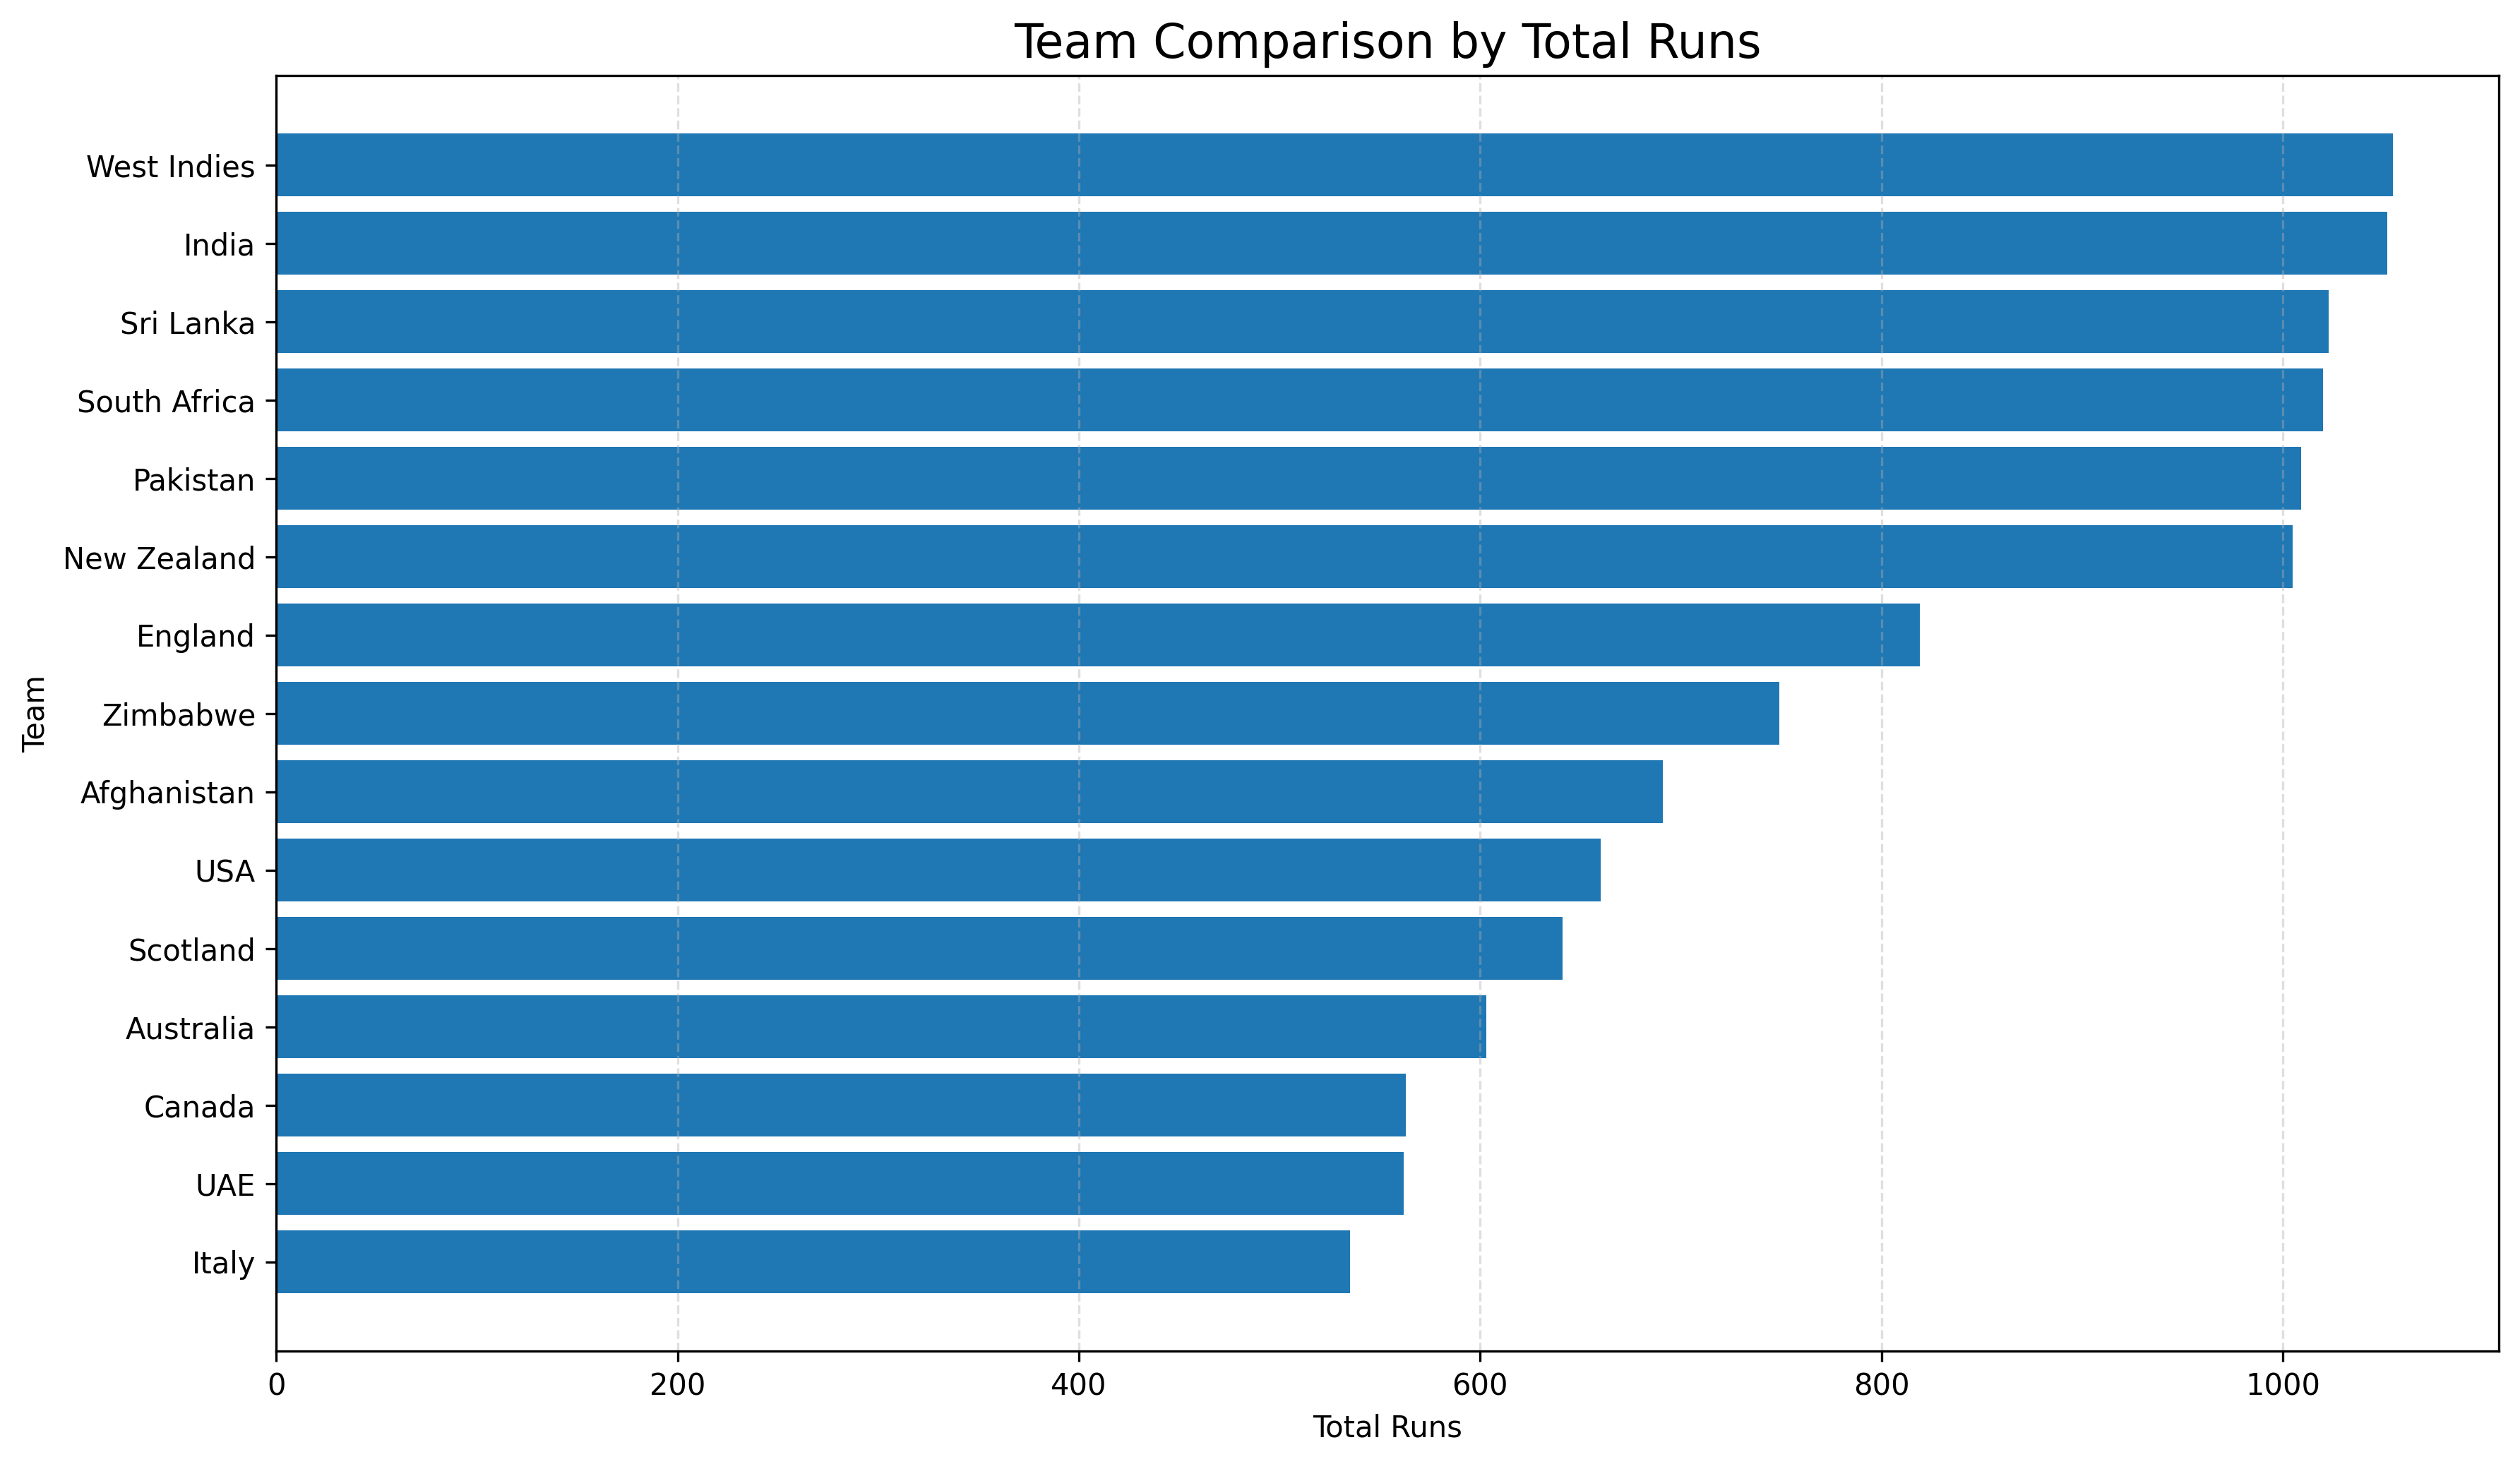 Team Comparison by Total Runs
West Indies
India
Sri Lanka
South Africa
Pakistan
New Zealand
England
Zimbabwe
Afghanistan
USA
Scotland
Australia
Canada
UAE
Italy
Team
0 200 400 600 800 1000
Total Runs